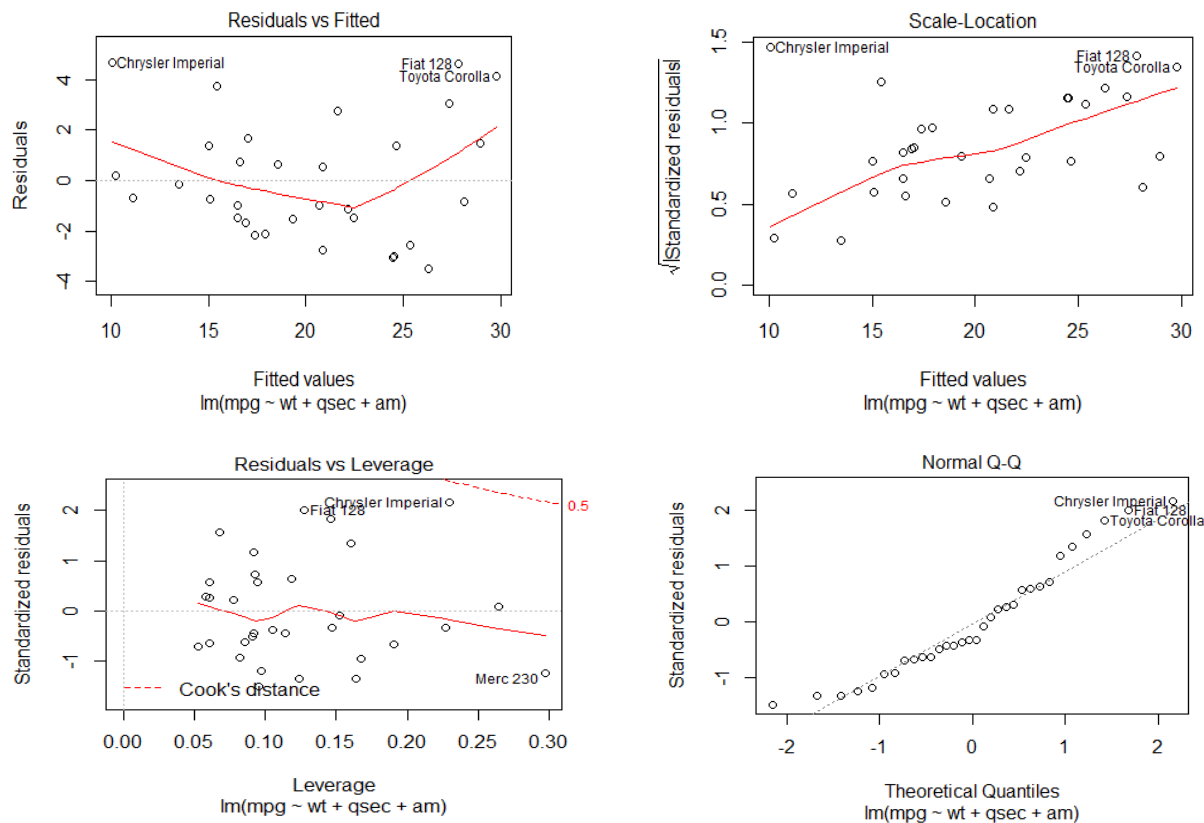 Residuals vs Fitted
Residuals
4
2
0
-2
-4
Chrysler Imperial
Fiat 128
Toyota Corolla
10 15 20 25 30
Fitted values
lm(mpg ~ wt + qsec + am)
Scale-Location
√|Standardized residuals|
1.5
1.0
0.5
0.0
Chrysler Imperial
Fiat 128
Toyota Corolla
10 15 20 25 30
Fitted values
lm(mpg ~ wt + qsec + am)
Residuals vs Leverage
Standardized residuals
2
1
0
-1
Chrysler Imperial
Fiat 128
0.5
Merc 230
Cook's distance
0.00 0.05 0.10 0.15 0.20 0.25 0.30
Leverage
lm(mpg ~ wt + qsec + am)
Normal Q-Q
Standardized residuals
2
1
0
-1
Chrysler Imperial
Fiat 128
Toyota Corolla
-2 -1 0 1 2
Theoretical Quantiles
lm(mpg ~ wt + qsec + am)